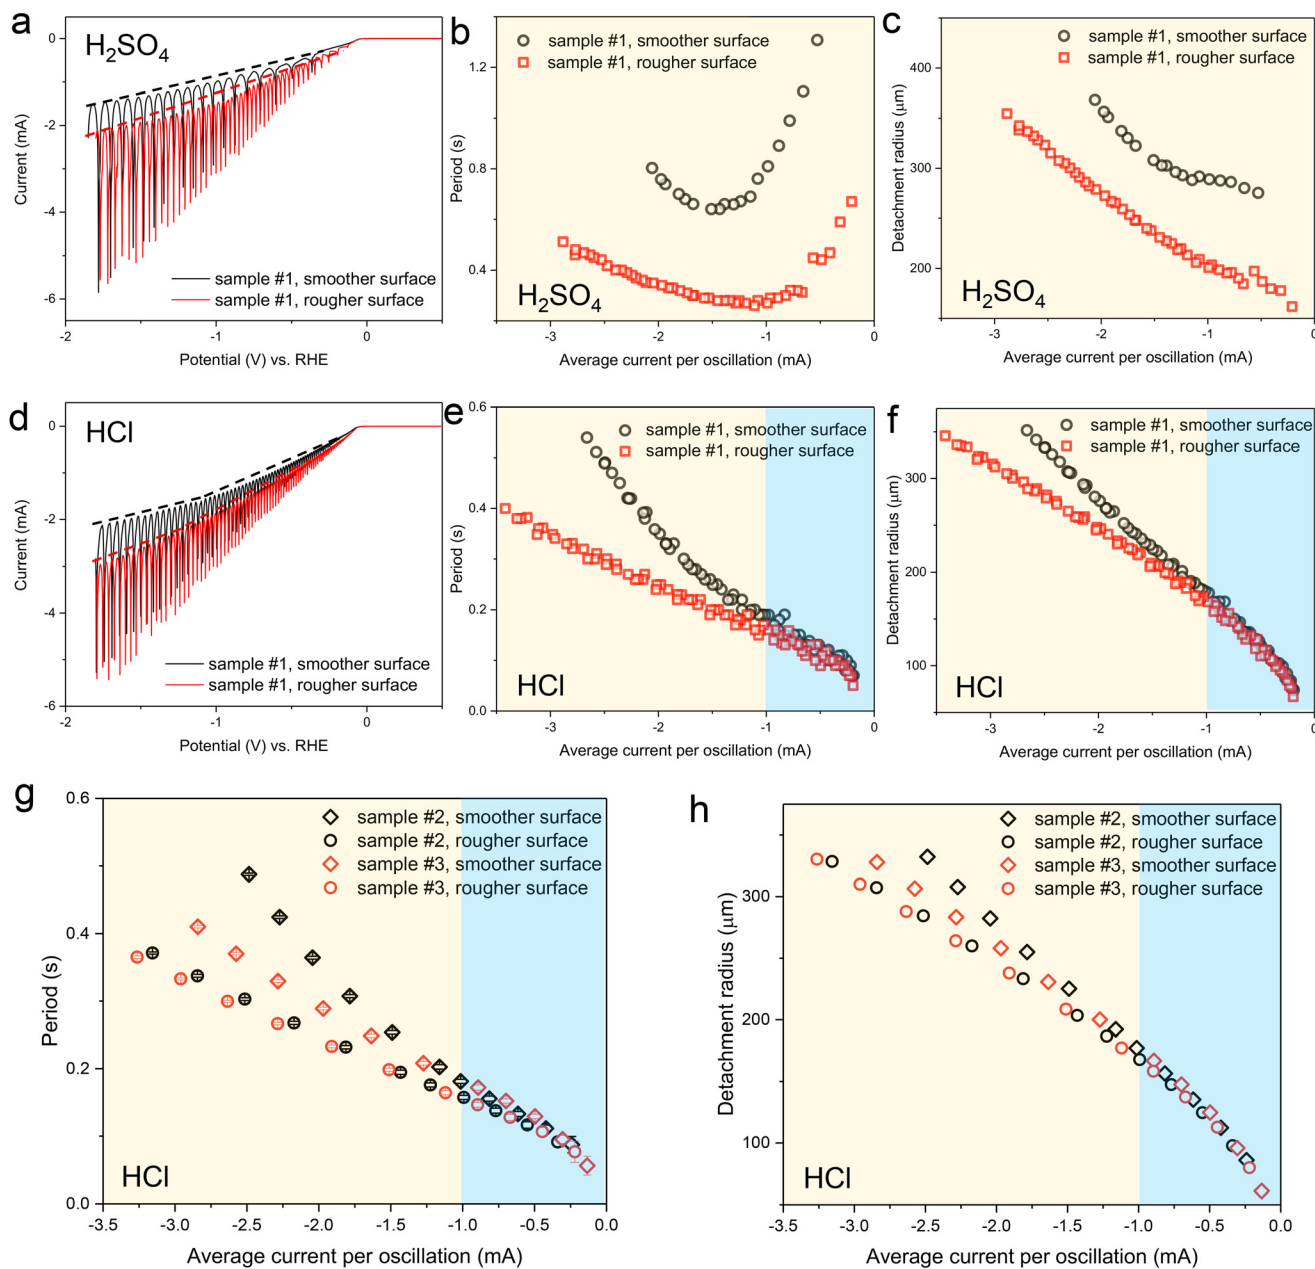 a
H2SO4
0
-2
-4
-6
Current (mA)
sample #1, smoother surface
sample #1, rougher surface
-2
-1
0
Potential (V) vs. RHE
b
sample #1, smoother surface
sample #1, rougher surface
1.2
0.8
0.4
Period (s)
H2SO4
-3
-2
-1
0
Average current per oscillation (mA)
c
sample #1, smoother surface
sample #1, rougher surface
400
300
200
Detachment radius (μm)
H2SO4
-3
-2
-1
0
Average current per oscillation (mA)
d
HCl
0
-2
-4
-6
Current (mA)
sample #1, smoother surface
sample #1, rougher surface
-2
-1
0
Potential (V) vs. RHE
e
0.6
0.4
0.2
0.0
Period (s)
sample #1, smoother surface
sample #1, rougher surface
HCl
-3
-2
-1
0
Average current per oscillation (mA)
f
sample #1, smoother surface
sample #1, rougher surface
300
200
100
Detachment radius (μm)
HCl
-3
-2
-1
0
Average current per oscillation (mA)
g
0.6
0.4
0.2
0.0
Period (s)
sample #2, smoother surface
sample #2, rougher surface
sample #3, smoother surface
sample #3, rougher surface
HCl
-3.5
-3.0
-2.5
-2.0
-1.5
-1.0
-0.5
0.0
Average current per oscillation (mA)
h
sample #2, smoother surface
sample #2, rougher surface
sample #3, smoother surface
sample #3, rougher surface
300
200
100
Detachment radius (μm)
HCl
-3.5
-3.0
-2.5
-2.0
-1.5
-1.0
-0.5
0.0
Average current per oscillation (mA)